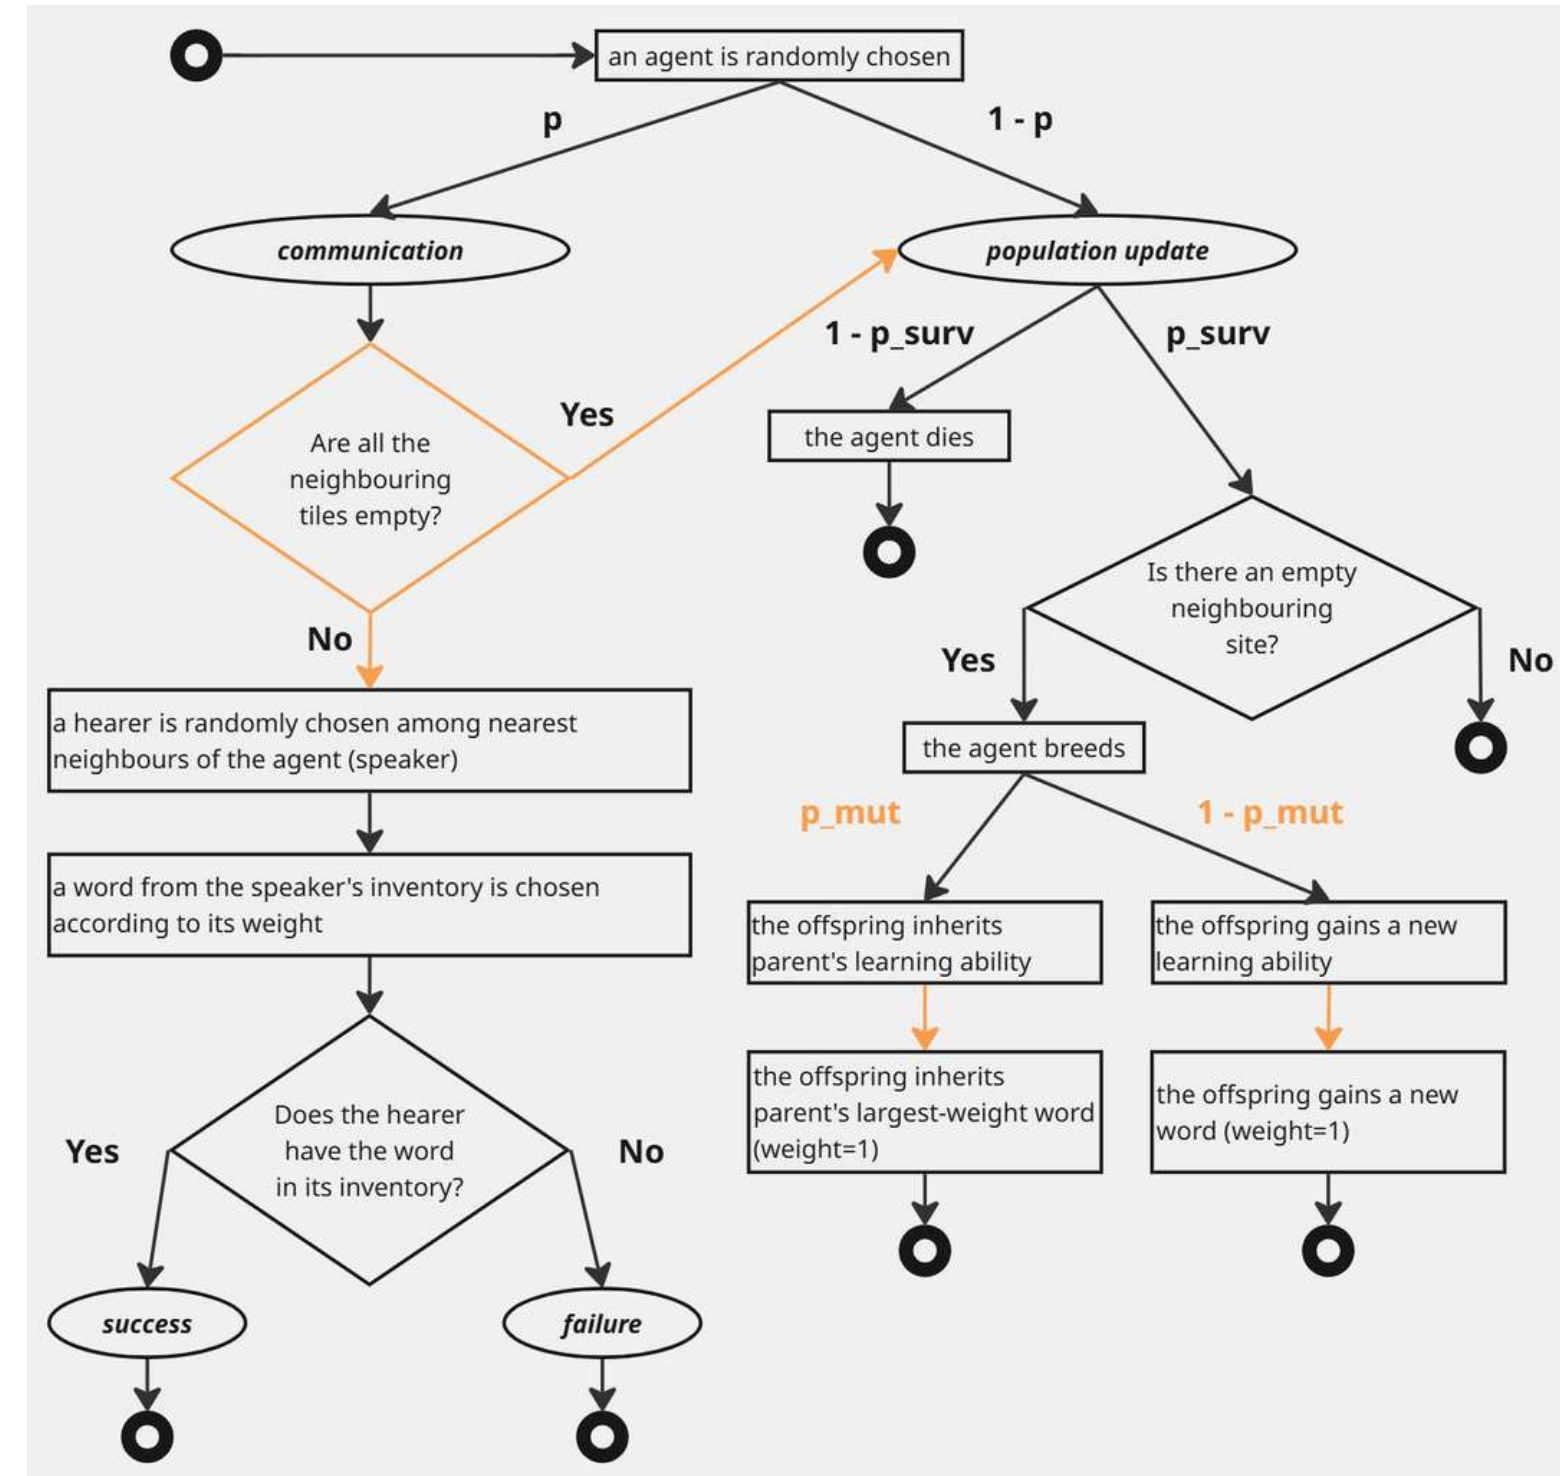 an agent is randomly chosen
p
1 - p
communication
population update
1 - p_surv
p_surv
Yes
the agent dies
Are all the
neighbouring
tiles empty?
Is there an empty
neighbouring
site?
No
Yes
No
a hearer is randomly chosen among nearest
neighbours of the agent (speaker)
the agent breeds
p_mut
1 - p_mut
a word from the speaker's inventory is chosen
according to its weight
the offspring inherits
parent's learning ability
the offspring gains a new
learning ability
the offspring inherits
parent's largest-weight word
(weight=1)
the offspring gains a new
word (weight=1)
Does the hearer
have the word
in its inventory?
Yes
No
success
failure